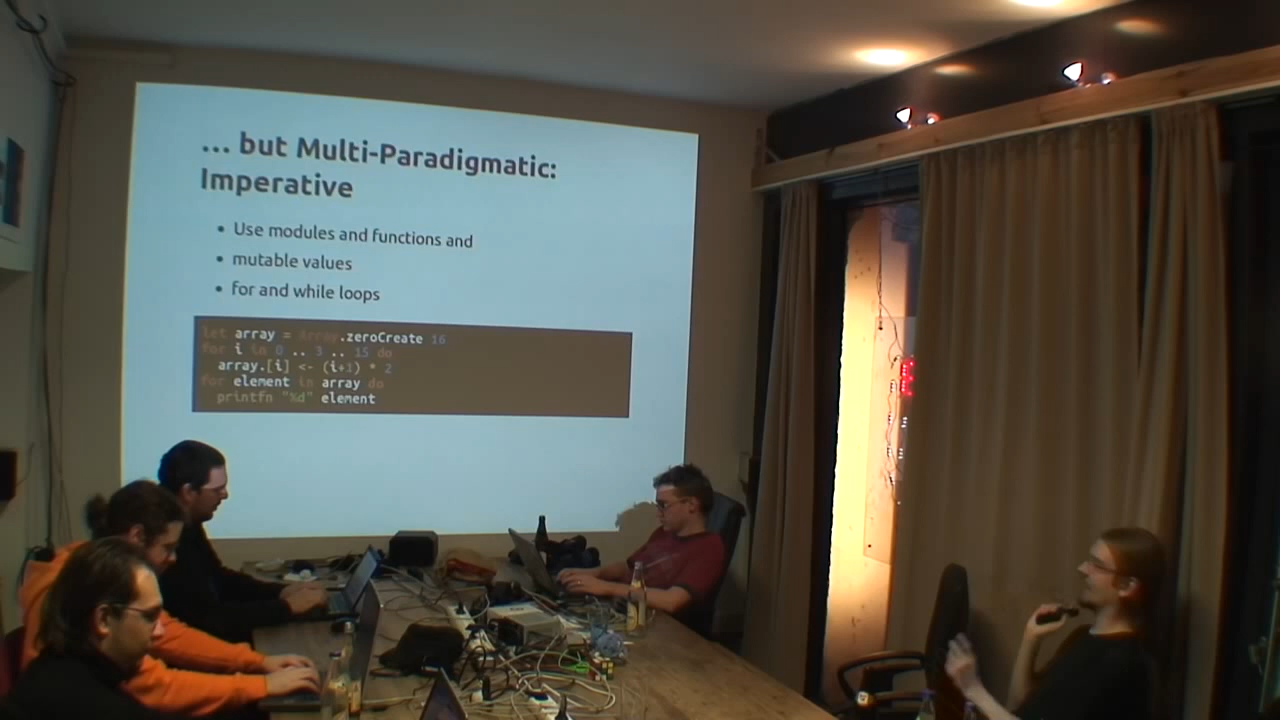 ... but Multi-Paradigmatic:
Imperative
• Use modules and functions and
• mutable values
• for and while loops
let array = Array.zeroCreate 16
for i in 0 .. 3 .. 15 do
array.[i] <- (i+1) * 2
for element in array do
printfn "%d" element